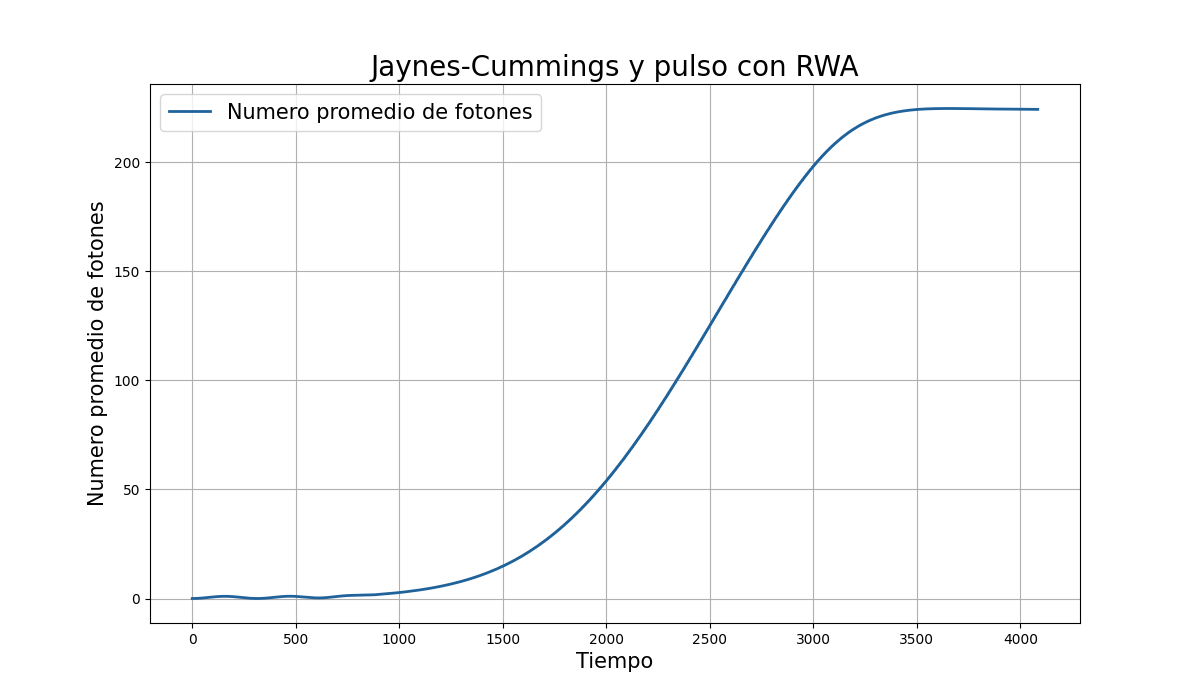 Jaynes-Cummings y pulso con RWA
Numero promedio de fotones
Numero promedio de fotones
200
150
100
50
0
0 500 1000 1500 2000 2500 3000 3500 4000
Tiempo